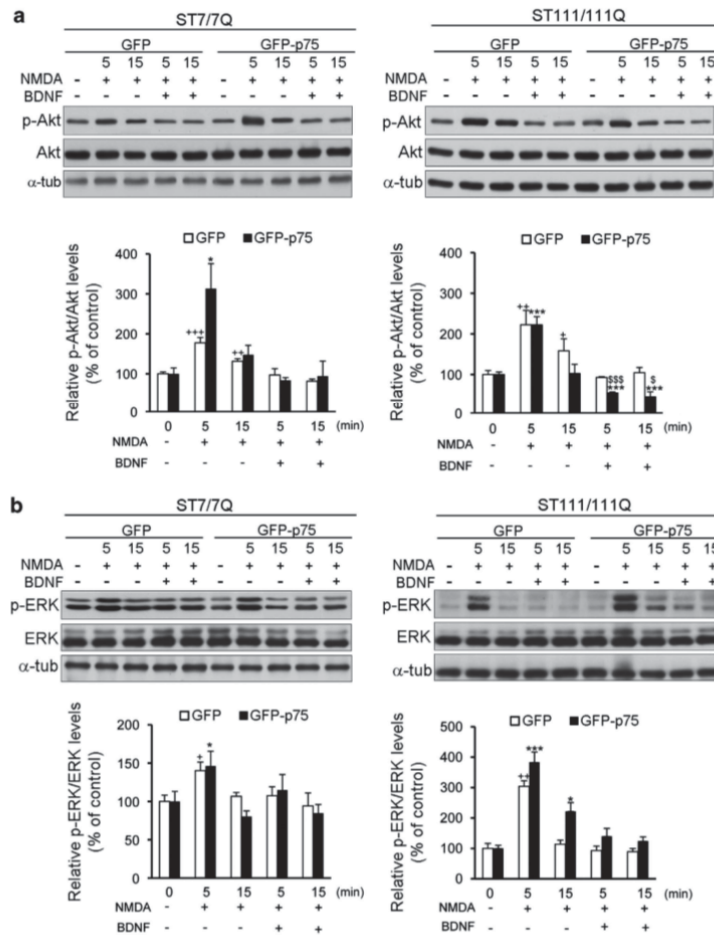 a
ST7/7Q
GFP GFP-p75
5 15 5 15 5 15 5 15
NMDA - + + + + - + + + +
BDNF - - - + + - - - + +
p-Akt
Akt
α-tub
ST111/111Q
GFP GFP-p75
5 15 5 15 5 15 5 15
NMDA - + + + + - + + + +
BDNF - - - + + - - - + +
p-Akt
Akt
α-tub
Relative p-Akt/Akt levels
(% of control)
GFP GFP-p75
400
300
200
100
0
+++ * ++
0 5 15 5 15 (min)
NMDA - + + + +
BDNF - - - + +
Relative p-Akt/Akt levels
(% of control)
GFP GFP-p75
400
300
200
100
0
++ *** + $$$ *** $ ***
0 5 15 5 15 (min)
NMDA - + + + +
BDNF - - - + +
b
ST7/7Q
GFP GFP-p75
5 15 5 15 5 15 5 15
NMDA - + + + + - + + + +
BDNF - - - + + - - - + +
p-ERK
ERK
α-tub
ST111/111Q
GFP GFP-p75
5 15 5 15 5 15 5 15
NMDA - + + + + - + + + +
BDNF - - - + + - - - + +
p-ERK
ERK
α-tub
Relative p-ERK/ERK levels
(% of control)
GFP GFP-p75
200
150
100
50
0
+ *
0 5 15 5 15 (min)
NMDA - + + + +
BDNF - - - + +
Relative p-ERK/ERK levels
(% of control)
GFP GFP-p75
500
400
300
200
100
0
++ *** *
0 5 15 5 15 (min)
NMDA - + + + +
BDNF - - - + +